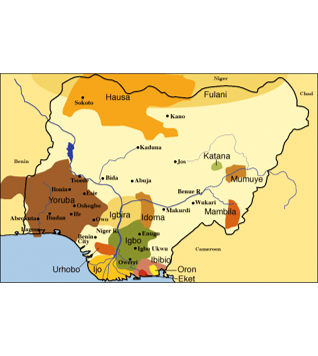 Niger
Chad
Hausa
Fulani
Sokoto
Kano
Kaduna
Katana
Benin
Jos
Mumuye
Bida
Abuja
Benue R.
Ilorin
Esie
Yoruba
Oshogbo
Wukari
Mambila
Abeokuta
Ibadan
Ife
Owo
Igbira
Idoma
Makurdi
Lagos
Benin
City
Niger R.
Igbo
Enugu
Igbo Ukwu
Cameroon
Owerri
Ibibio
Urhobo
Ijo
Oron
Eket